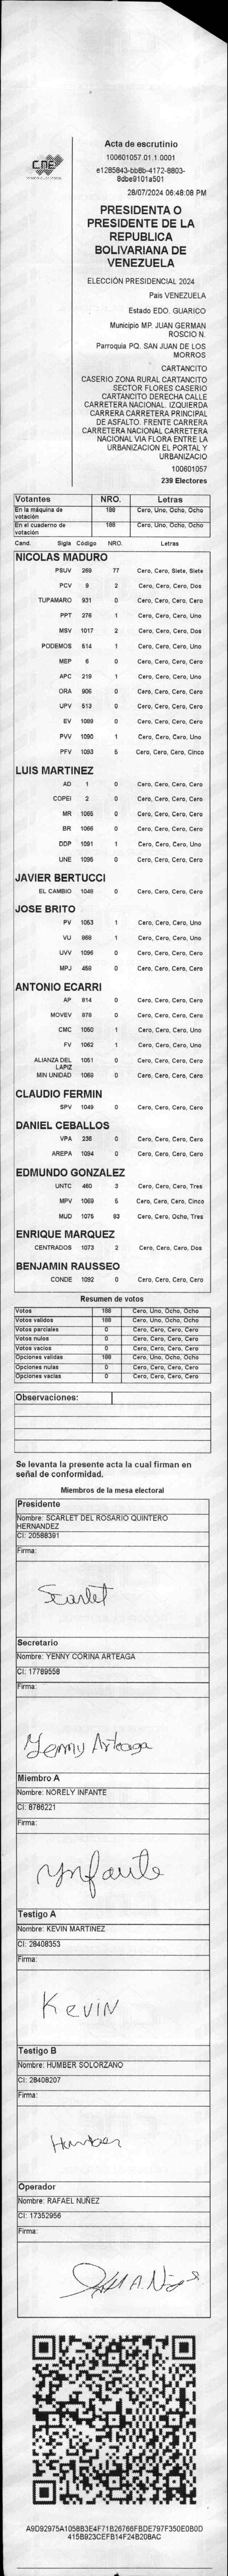 CNE
Acta de escrutinio
100601057.01.1.0001
e1285843-bb8b-4172-8803-
8dbe9101a501
28/07/2024 06:48:08 PM
PRESIDENTA O
PRESIDENTE DE LA
REPUBLICA
BOLIVARIANA DE
VENEZUELA
ELECCIÓN PRESIDENCIAL 2024
Pais VENEZUELA
Estado EDO. GUARICO
Municipio MP. JUAN GERMAN
ROSCIO N.
Parroquia PQ. SAN JUAN DE LOS
MORROS
CARTANCITO
CASERIO ZONA RURAL CARTANCITO
SECTOR FLORES CASERIO
CARTANCITO DERECHA CALLE
CARRETERA NACIONAL. IZQUIERDA
CARRERA CARRETERA PRINCIPAL
DE ASFALTO. FRENTE CARRERA
CARRETERA NACIONAL CARRETERA
NACIONAL VIA FLORA ENTRE LA
URBANIZACION EL PORTAL Y
URBANIZACIO
100601057
239 Electores
Votantes NRO. Letras
En la máquina de votación 188 Cero, Uno, Ocho, Ocho
En el cuaderno de votación 188 Cero, Uno, Ocho, Ocho
Cand. Sigla Código NRO. Letras
NICOLAS MADURO
PSUV 269 77 Cero, Cero, Siete, Siete
PCV 9 2 Cero, Cero, Cero, Dos
TUPAMARO 931 0 Cero, Cero, Cero, Cero
PPT 276 1 Cero, Cero, Cero, Uno
MSV 1017 2 Cero, Cero, Cero, Dos
PODEMOS 514 1 Cero, Cero, Cero, Uno
MEP 6 0 Cero, Cero, Cero, Cero
APC 219 1 Cero, Cero, Cero, Uno
ORA 906 0 Cero, Cero, Cero, Cero
UPV 513 0 Cero, Cero, Cero, Cero
EV 1089 0 Cero, Cero, Cero, Cero
PVV 1090 1 Cero, Cero, Cero, Uno
PFV 1093 5 Cero, Cero, Cero, Cinco
LUIS MARTINEZ
AD 1 0 Cero, Cero, Cero, Cero
COPEI 2 0 Cero, Cero, Cero, Cero
MR 1065 0 Cero, Cero, Cero, Cero
BR 1066 0 Cero, Cero, Cero, Cero
DDP 1091 1 Cero, Cero, Cero, Uno
UNE 1095 0 Cero, Cero, Cero, Cero
JAVIER BERTUCCI
EL CAMBIO 1048 0 Cero, Cero, Cero, Cero
JOSE BRITO
PV 1053 1 Cero, Cero, Cero, Uno
VU 868 1 Cero, Cero, Cero, Uno
UVV 1096 0 Cero, Cero, Cero, Cero
MPJ 458 0 Cero, Cero, Cero, Cero
ANTONIO ECARRI
AP 814 0 Cero, Cero, Cero, Cero
MOVEV 878 0 Cero, Cero, Cero, Cero
CMC 1050 1 Cero, Cero, Cero, Uno
FV 1062 1 Cero, Cero, Cero, Uno
ALIANZA DEL LAPIZ 1051 0 Cero, Cero, Cero, Cero
MIN UNIDAD 1069 0 Cero, Cero, Cero, Cero
CLAUDIO FERMIN
SPV 1049 0 Cero, Cero, Cero, Cero
DANIEL CEBALLOS
VPA 236 0 Cero, Cero, Cero, Cero
AREPA 1094 0 Cero, Cero, Cero, Cero
EDMUNDO GONZALEZ
UNTC 460 3 Cero, Cero, Cero, Tres
MPV 1069 5 Cero, Cero, Cero, Cinco
MUD 1075 83 Cero, Cero, Ocho, Tres
ENRIQUE MARQUEZ
CENTRADOS 1073 2 Cero, Cero, Cero, Dos
BENJAMIN RAUSSEO
CONDE 1092 0 Cero, Cero, Cero, Cero
Resumen de votos
Votos 188 Cero, Uno, Ocho, Ocho
Votos validos 188 Cero, Uno, Ocho, Ocho
Votos parciales 0 Cero, Cero, Cero, Cero
Votos nulos 0 Cero, Cero, Cero, Cero
Votos vacios 0 Cero, Cero, Cero, Cero
Opciones validas 188 Cero, Uno, Ocho, Ocho
Opciones nulas 0 Cero, Cero, Cero, Cero
Opciones vacias 0 Cero, Cero, Cero, Cero
Observaciones:
Se levanta la presente acta la cual firman en
señal de conformidad.
Miembros de la mesa electoral
Presidente
Nombre: SCARLET DEL ROSARIO QUINTERO
HERNANDEZ
CI: 20588391
Firma:
Scarlet
Secretario
Nombre: YENNY CORINA ARTEAGA
CI: 17789558
Firma:
Yenny Arteaga
Miembro A
Nombre: NORELY INFANTE
CI: 8786221
Firma:
Ynfante
Testigo A
Nombre: KEVIN MARTINEZ
CI: 28408353
Firma:
KEVIN
Testigo B
Nombre: HUMBER SOLORZANO
CI: 28408207
Firma:
Humber
Operador
Nombre: RAFAEL NUÑEZ
CI: 17352956
Firma:
A9D92975A1058B3E4F71B26766FBDE797F350E0B0D
415B923CEFB14F24B208AC